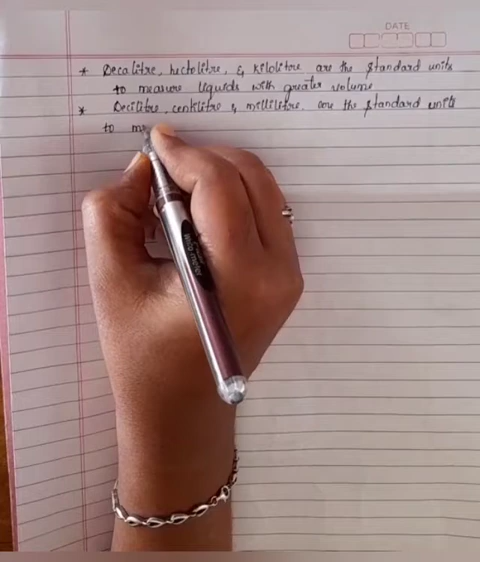 DATE
* Decalitre, hectolitre, & kilolitre are the standard units
to measure liquids with greater volume
* Decilitre, centilitre & millilitre, are the standard units
to me